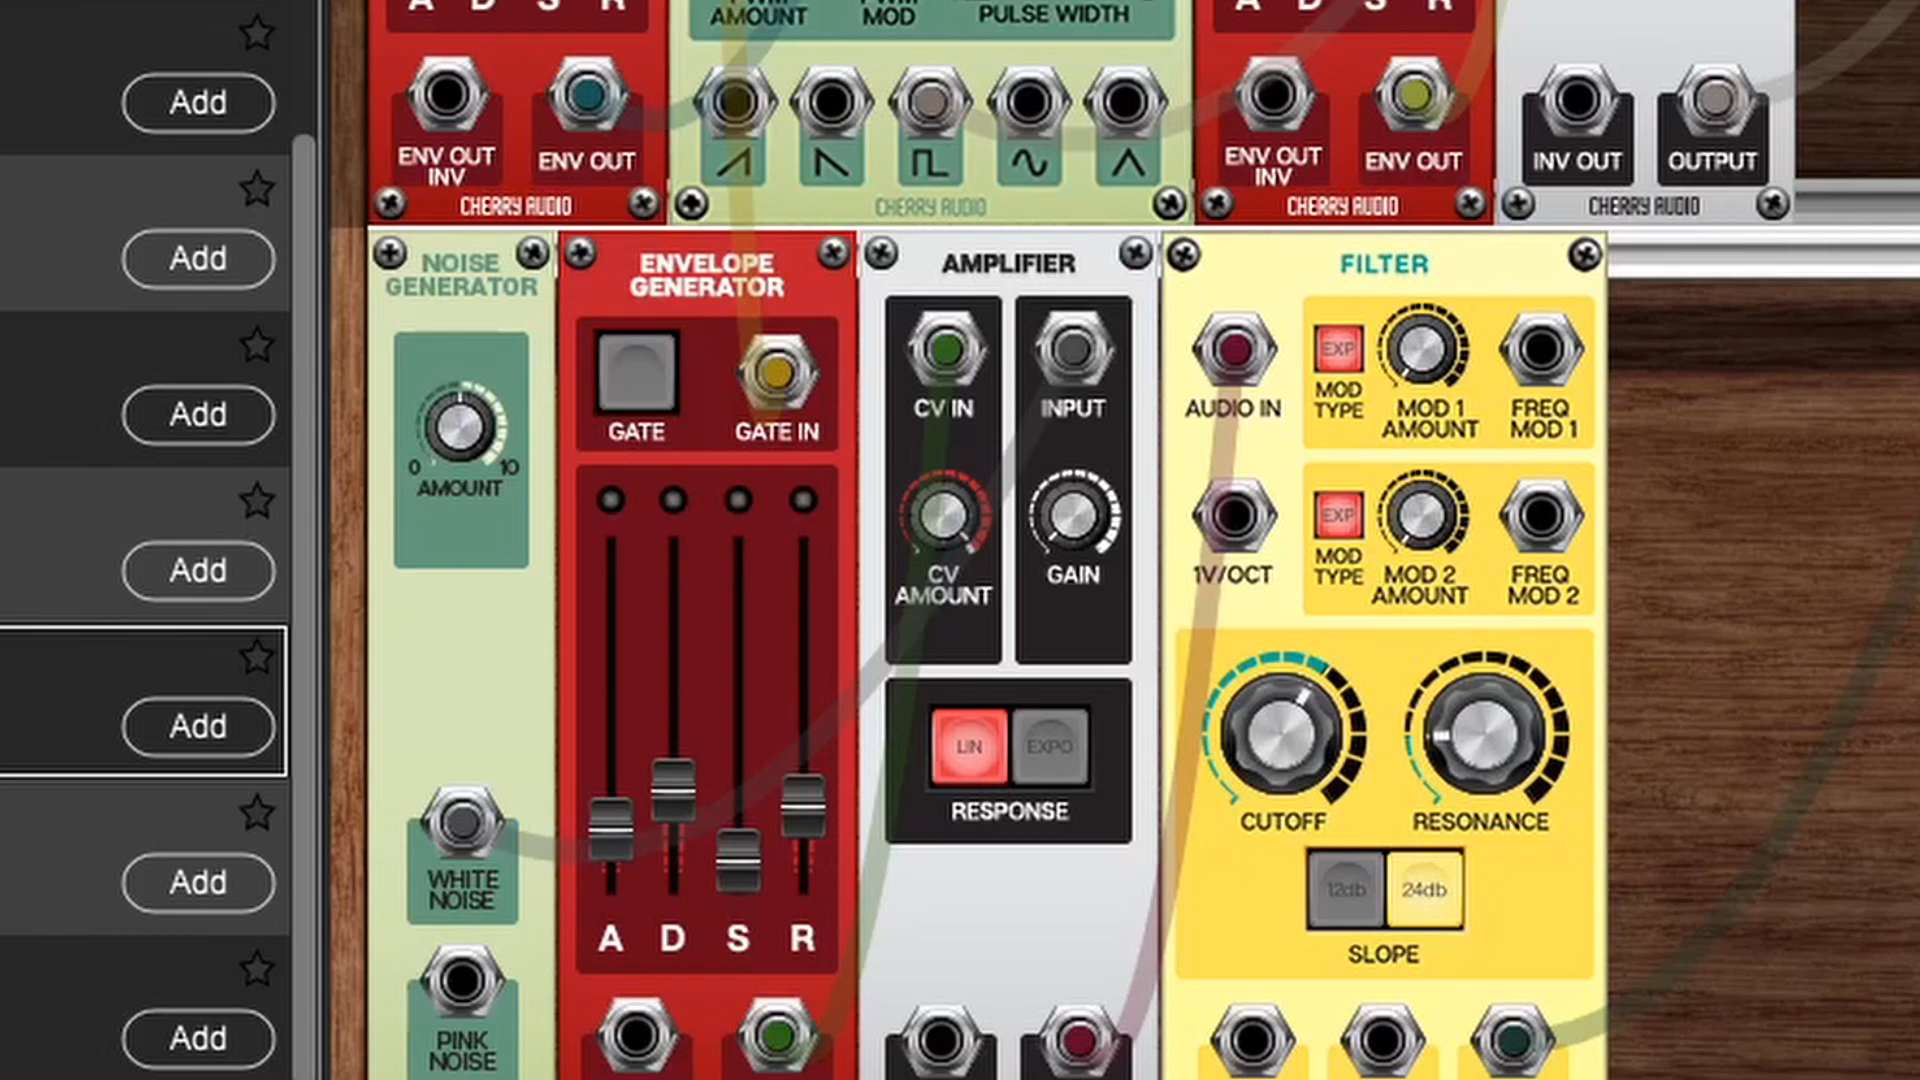 A D S R
AMOUNT
MOD
PULSE WIDTH
A D S R
Add
ENV OUT
INV
ENV OUT
ENV OUT
INV
ENV OUT
INV OUT
OUTPUT
CHERRY AUDIO
CHERRY AUDIO
CHERRY AUDIO
CHERRY AUDIO
Add
NOISE
GENERATOR
0 10
AMOUNT
WHITE
NOISE
PINK
NOISE
ENVELOPE
GENERATOR
GATE
GATE IN
A D S R
AMPLIFIER
CV IN
INPUT
CV
AMOUNT
GAIN
LIN
EXPO
RESPONSE
FILTER
AUDIO IN
EXP
MOD
TYPE
MOD 1
AMOUNT
FREQ
MOD 1
1V/OCT
EXP
MOD
TYPE
MOD 2
AMOUNT
FREQ
MOD 2
CUTOFF
RESONANCE
12db
24db
SLOPE
Add
Add
Add
Add
Add